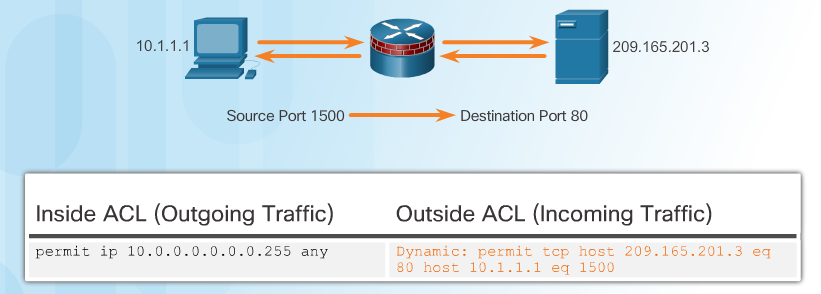 10.1.1.1
209.165.201.3
Source Port 1500
Destination Port 80
Inside ACL (Outgoing Traffic)
Outside ACL (Incoming Traffic)
permit ip 10.0.0.0.0.0.0.255 any
Dynamic: permit tcp host 209.165.201.3 eq
80 host 10.1.1.1 eq 1500